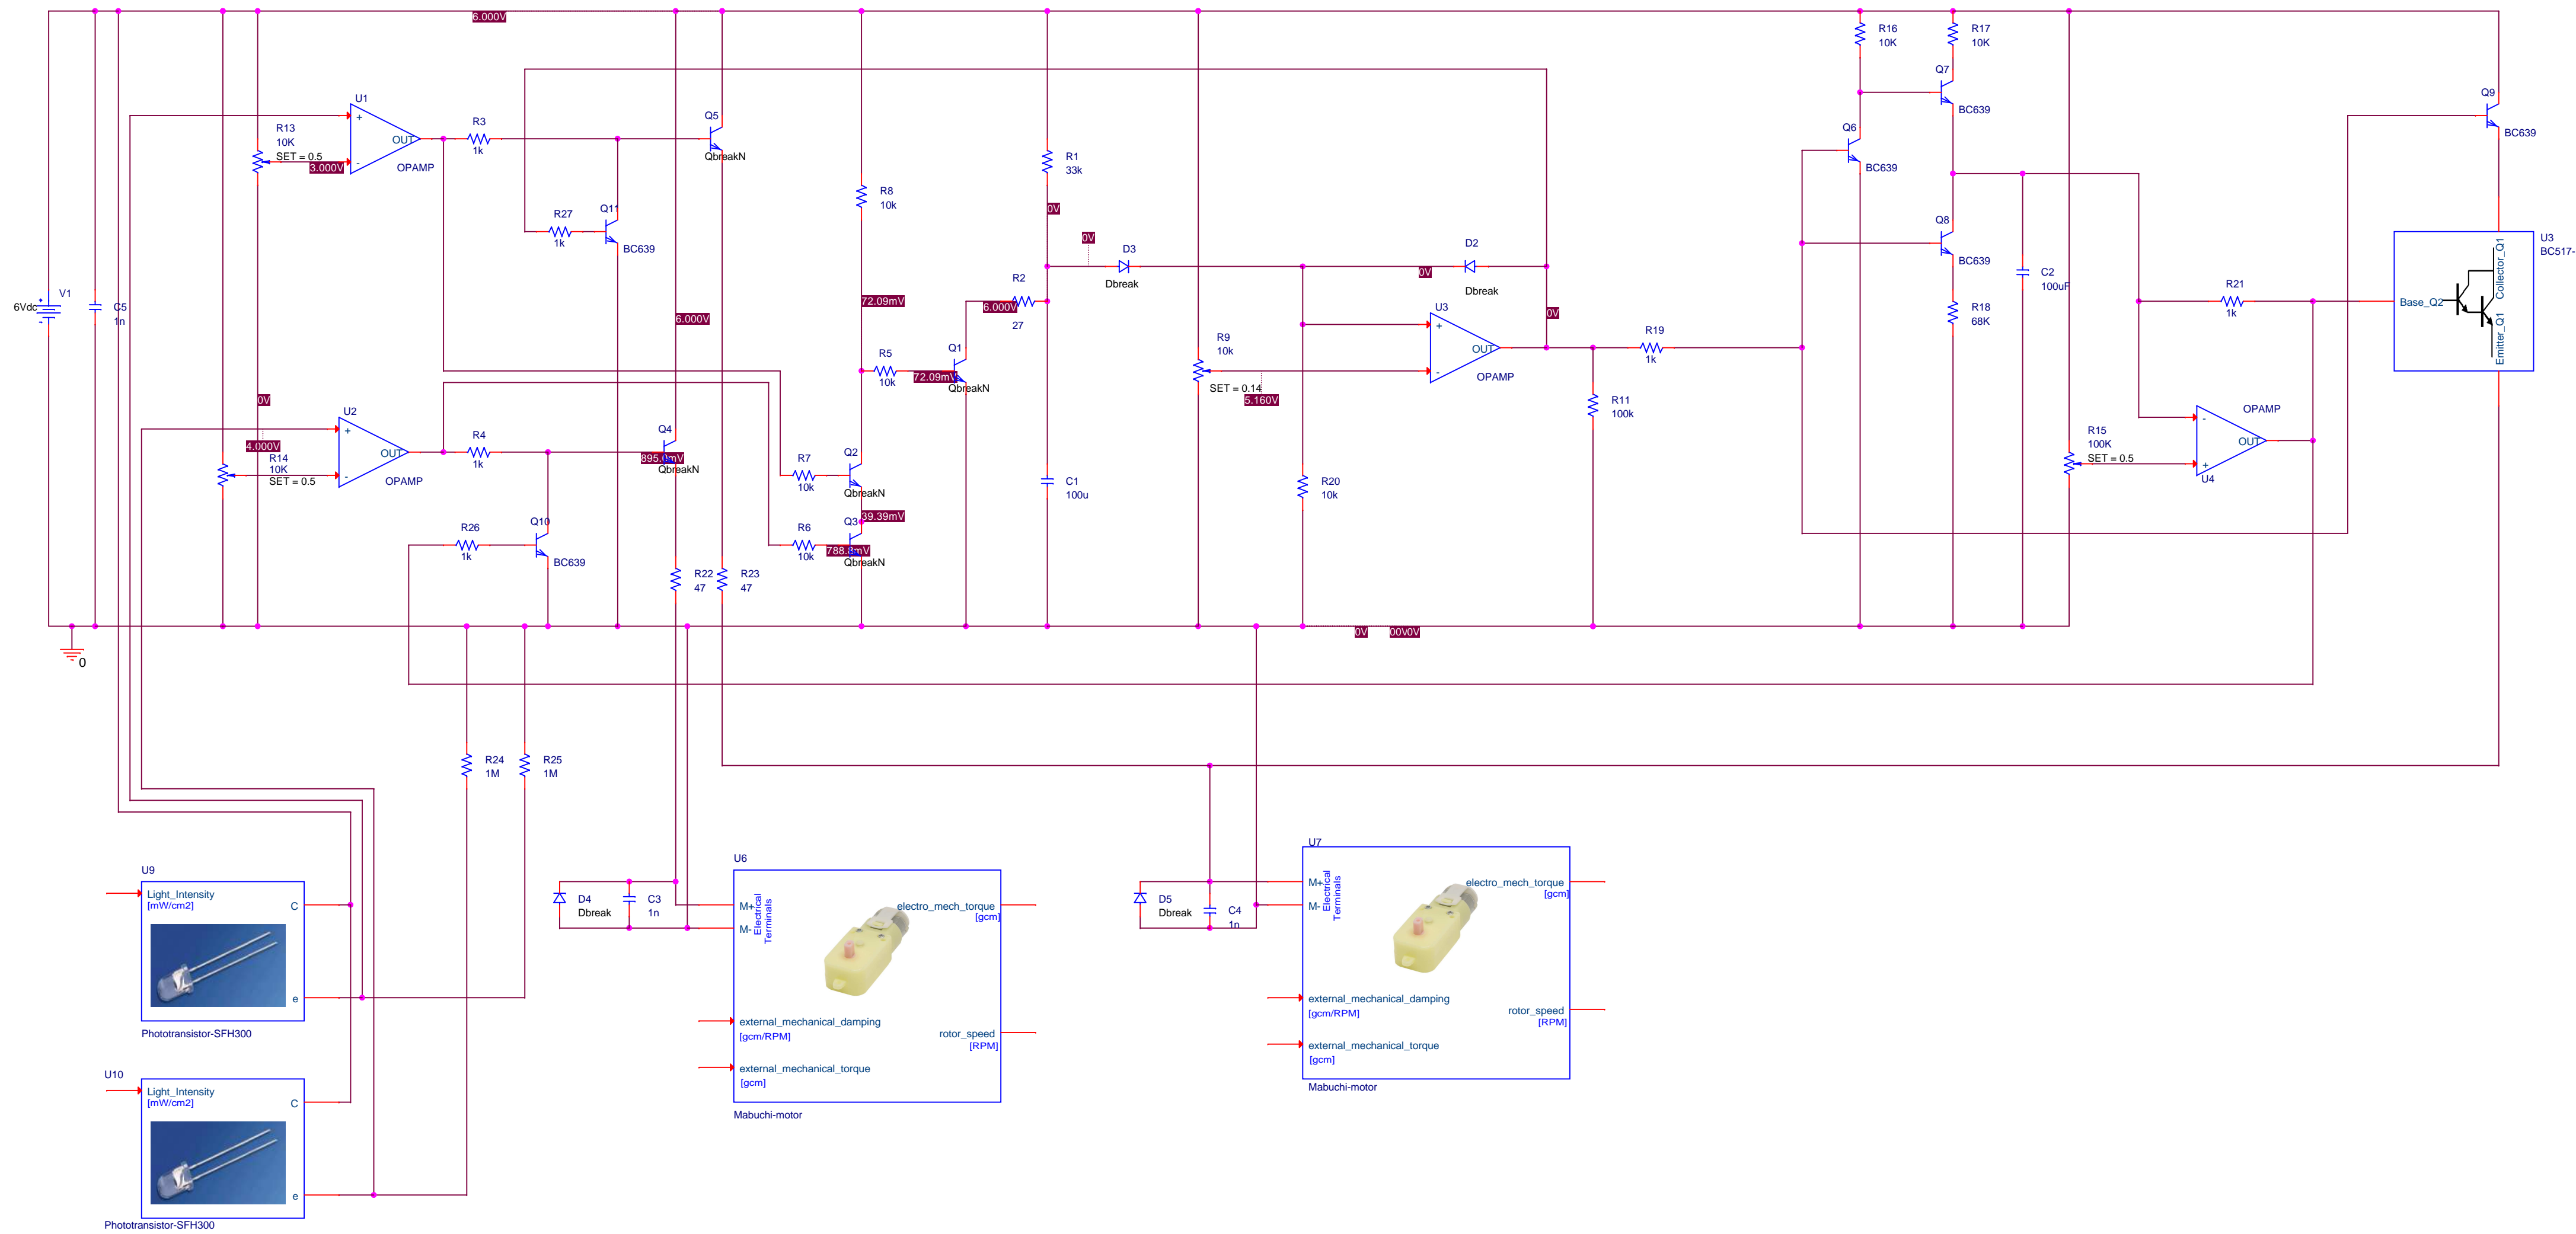 6.000V
R16
10K
R17
10K
Q7
BC639
Q9
BC639
U1
+
-
OUT
OPAMP
R13
10K
SET = 0.5
3.000V
R3
1k
Q5
QbreakN
R1
33k
Q6
BC639
R8
10k
0V
R27
1k
Q11
BC639
0V
D3
Dbreak
D2
Dbreak
0V
Q8
BC639
C2
100uF
U3
BC517-
Collector_Q1
Base_Q2
Emitter_Q1
V1
6Vdc
C5
1n
R2
27
6.000V
72.09mV
6.000V
U3
+
-
OUT
OPAMP
0V
R18
68K
R21
1k
R19
1k
R5
10k
Q1
QbreakN
72.09mV
R9
10k
SET = 0.14
5.160V
R11
100k
0V
U2
+
-
OUT
OPAMP
4.000V
R14
10K
SET = 0.5
R4
1k
Q4
QbreakN
R7
10k
Q2
QbreakN
C1
100u
R20
10k
R15
100K
SET = 0.5
OPAMP
-
+
OUT
U4
39.39mV
R26
1k
Q10
BC639
R6
10k
Q3
QbreakN
R22
47
R23
47
0V
0
R24
1M
R25
1M
U9
Light_Intensity
[mW/cm2]
C
e
Phototransistor-SFH300
U10
Light_Intensity
[mW/cm2]
C
e
Phototransistor-SFH300
D4
Dbreak
C3
1n
U6
M+
M-
Electrical
Terminals
electro_mech_torque
[gcm]
external_mechanical_damping
[gcm/RPM]
rotor_speed
[RPM]
external_mechanical_torque
[gcm]
Mabuchi-motor
D5
Dbreak
C4
1n
U7
M+
M-
Electrical
Terminals
electro_mech_torque
[gcm]
external_mechanical_damping
[gcm/RPM]
rotor_speed
[RPM]
external_mechanical_torque
[gcm]
Mabuchi-motor